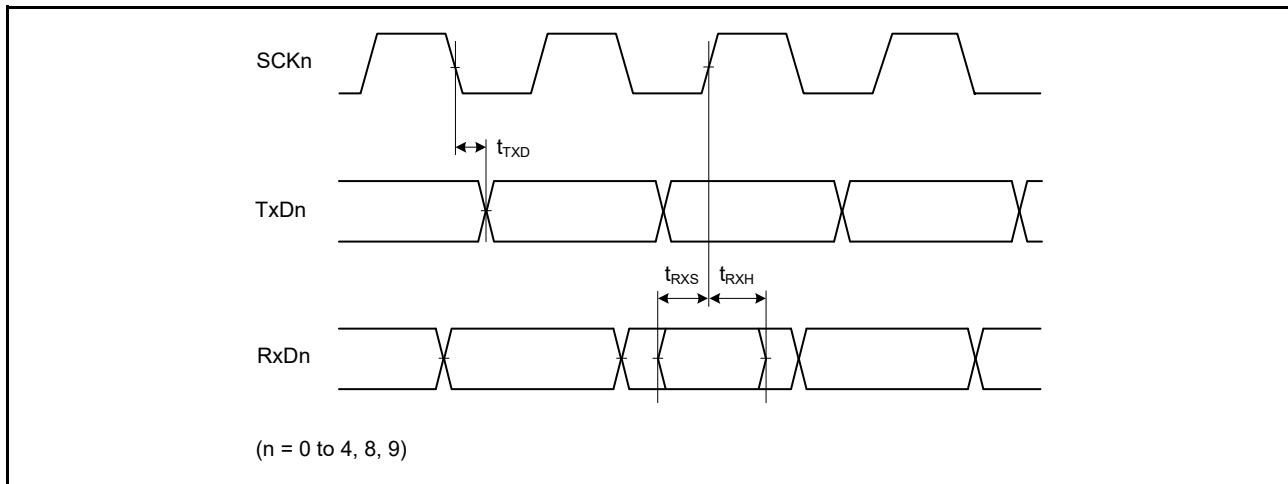 SCKn
tTXD
TxDn
tRXS tRXH
RxDn
(n = 0 to 4, 8, 9)